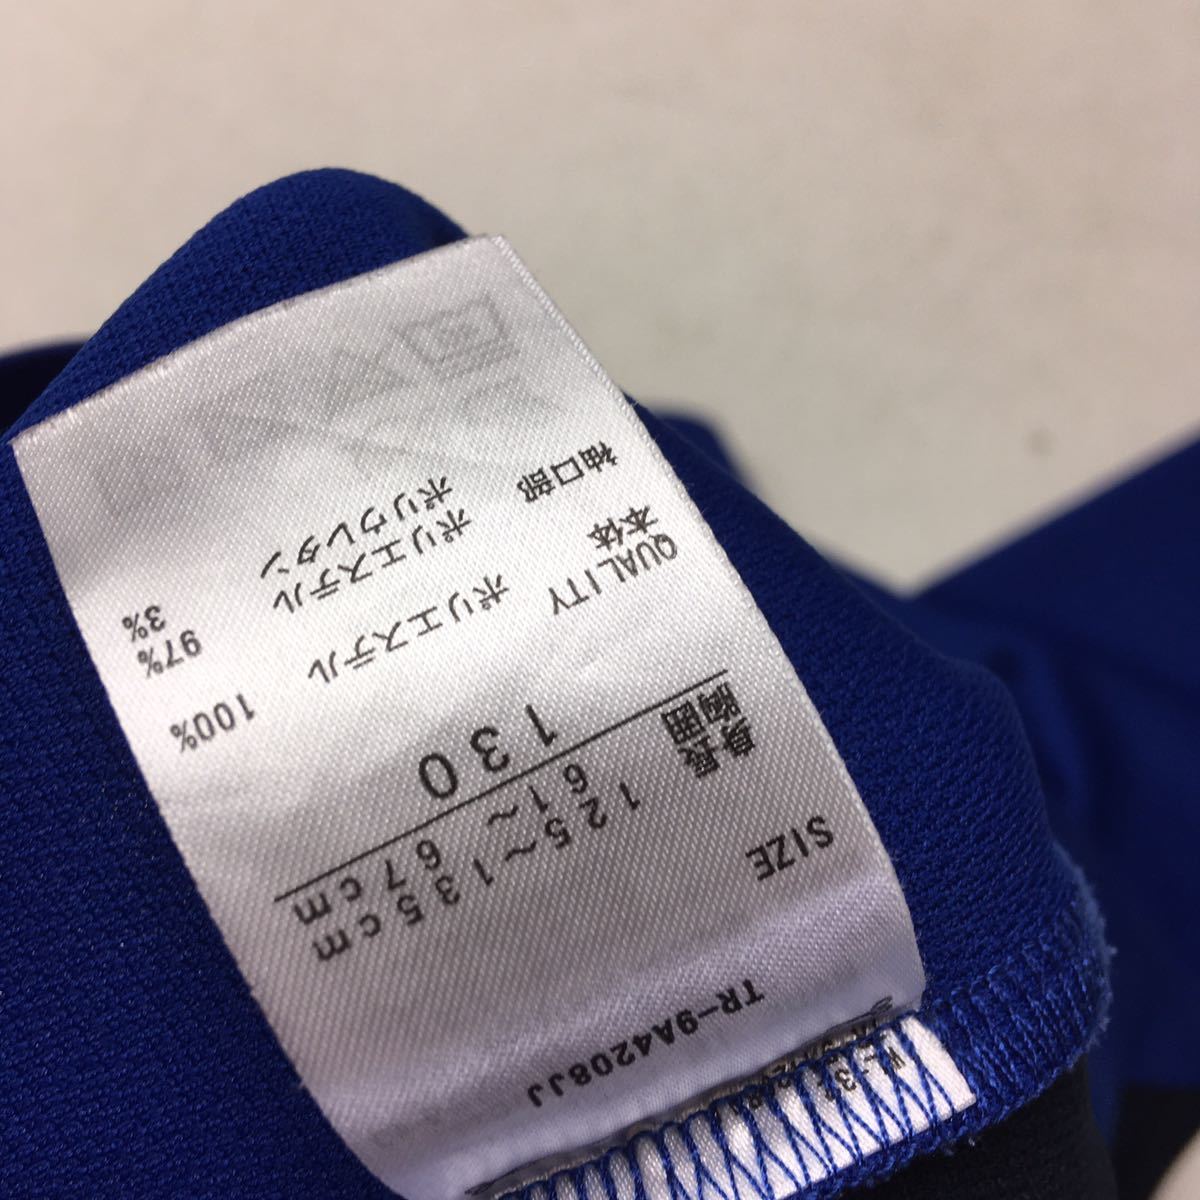 TR-9A4208JJ
SIZE
身長 125～135cm
胸囲 61～67cm
130
QUALITY
本体 ポリエステル 100%
袖口部 ポリエステル 97%
ポリウレタン 3%